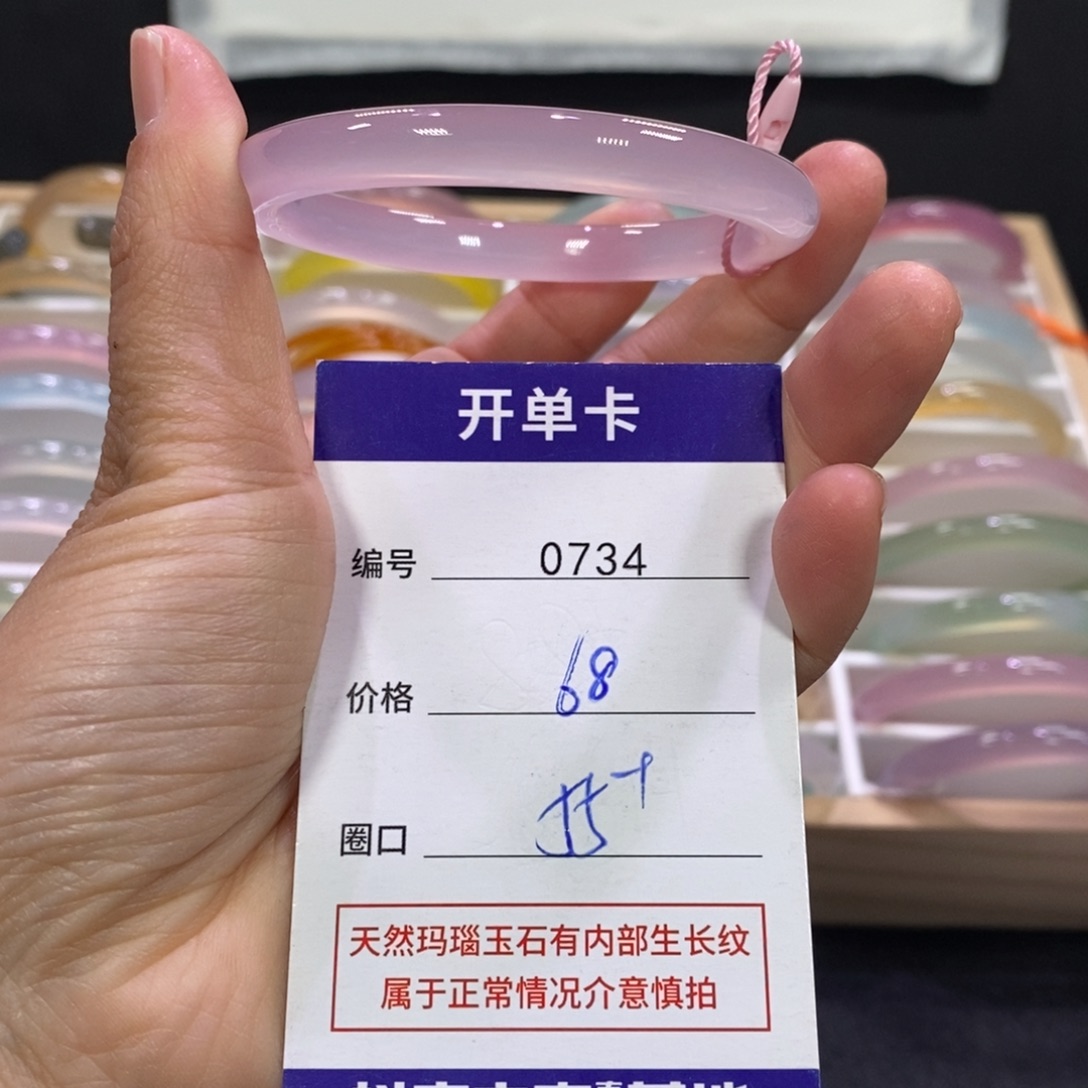 开单卡
编号 0734
价格 68
圈口
天然玛瑙玉石有内部生长纹
属于正常情况介意慎拍